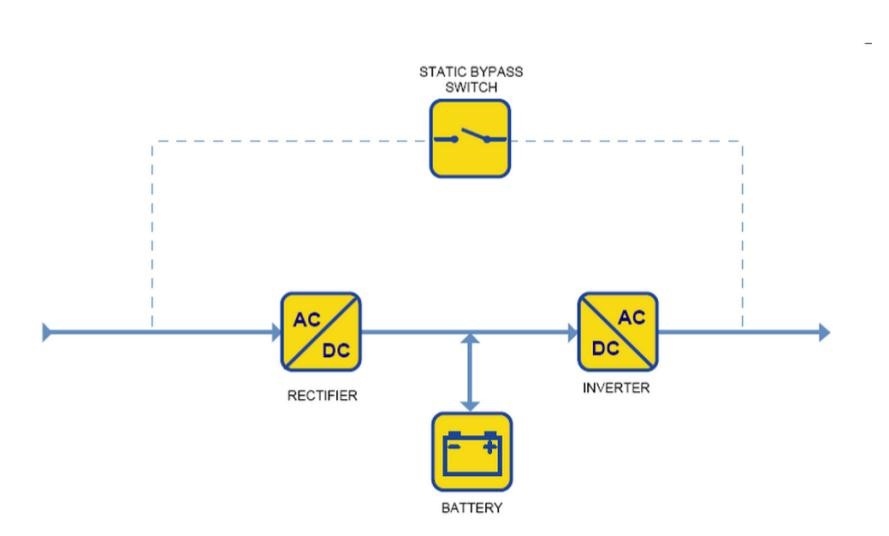 STATIC BYPASS
SWITCH
AC
DC
RECTIFIER
AC
DC
INVERTER
BATTERY